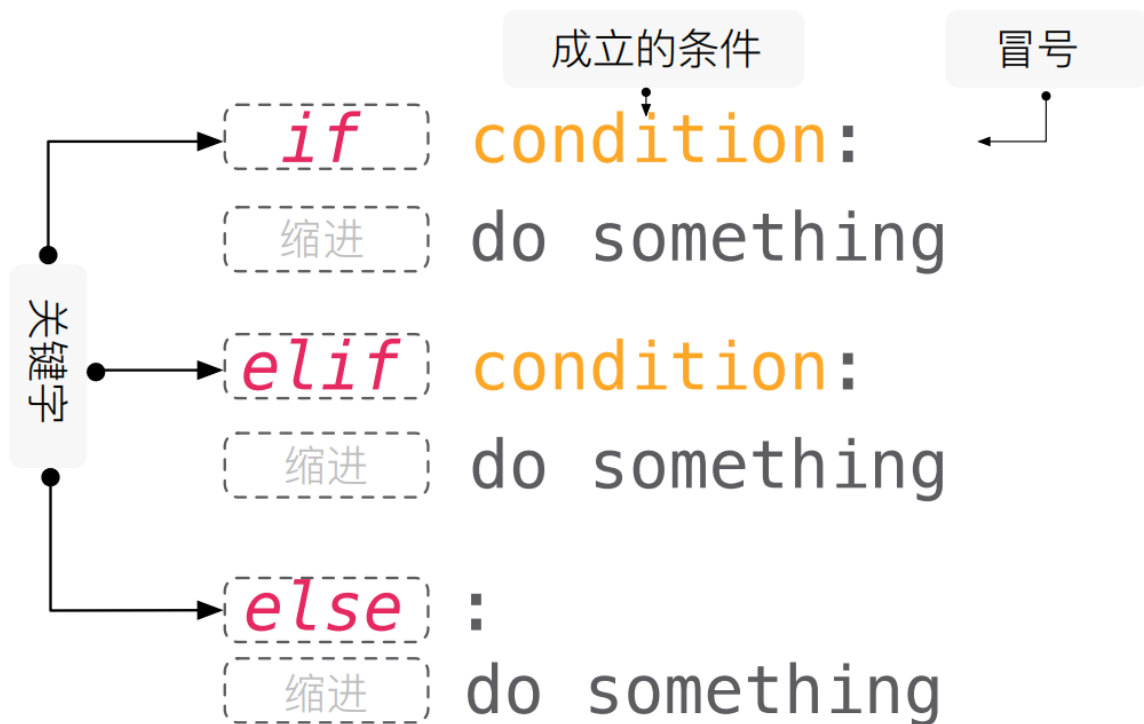 成立的条件
冒号
if condition:
缩进 do something
关键字
elif condition:
缩进 do something
else :
缩进 do something